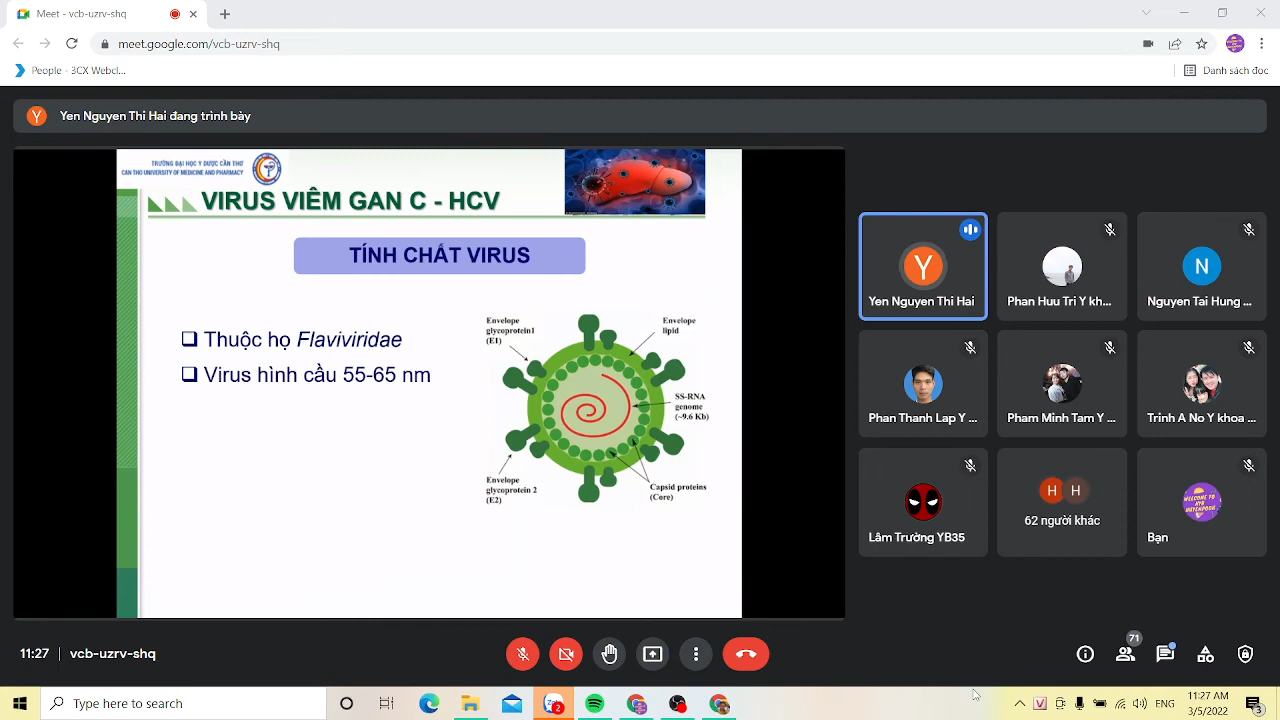 Meet - vcb-uzrv-shq
meet.google.com/vcb-uzrv-shq
People - 3CX Webcl...
Danh sách đọc
Y
Yen Nguyen Thi Hai đang trình bày
TRƯỜNG ĐẠI HỌC Y DƯỢC CẦN THƠ
CAN THO UNIVERSITY OF MEDICINE AND PHARMACY
VIRUS VIÊM GAN C - HCV
TÍNH CHẤT VIRUS
Thuộc họ Flaviviridae
Virus hình cầu 55-65 nm
Envelope
glycoprotein1
(E1)
Envelope
lipid
SS-RNA
genome
(~9.6 Kb)
Envelope
glycoprotein 2
(E2)
Capsid proteins
(Core)
Y
Yen Nguyen Thi Hai
Phan Huu Tri Y kh...
N
Nguyen Tai Hung ...
Phan Thanh Lap Y ...
Phan Minh Tam Y ...
Trinh A No Y khoa ...
Lâm Trường YB35
H H
62 người khác
WELCOME TO
Bạn
11:27 | vcb-uzrv-shq
71
Type here to search
2
V
11:27 AM
3/5/2022
3